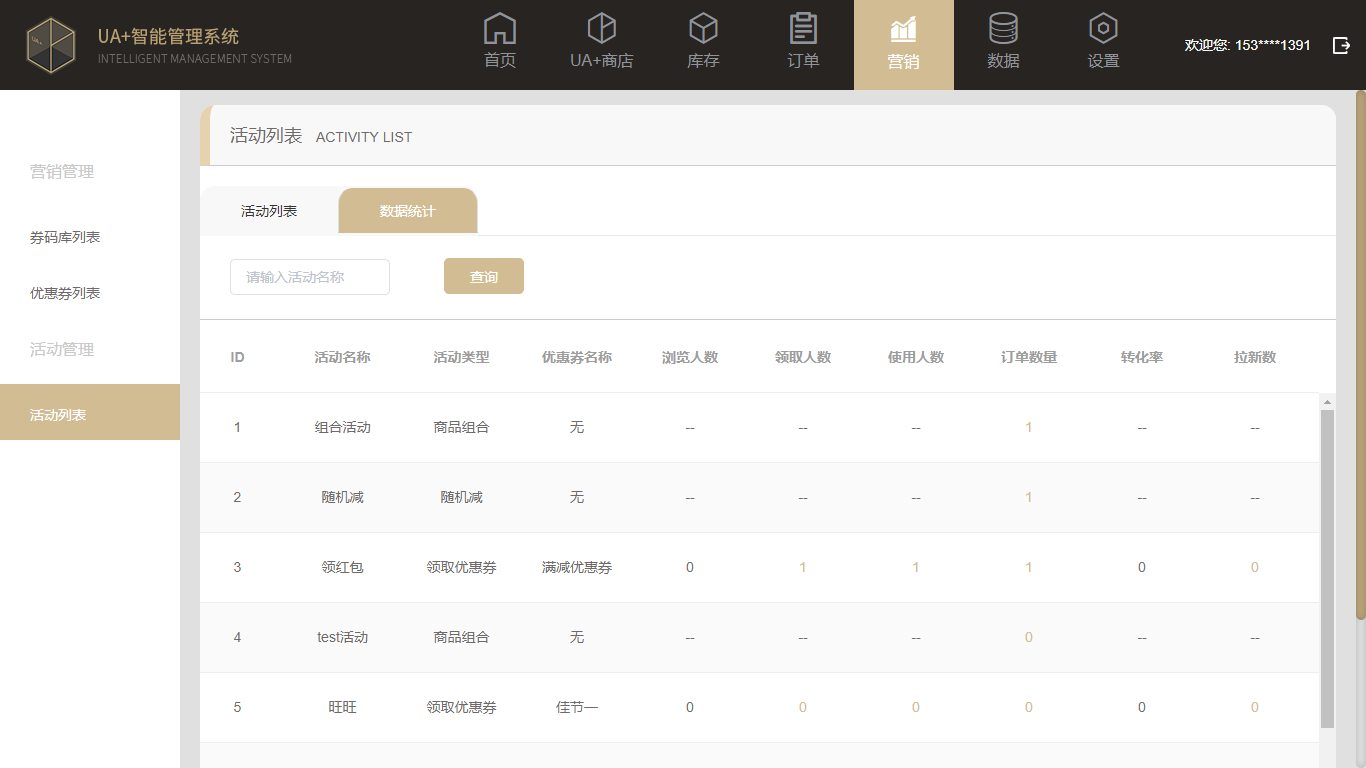 UA+
UA+智能管理系统
INTELLIGENT MANAGEMENT SYSTEM
首页
UA+商店
库存
订单
营销
数据
设置
欢迎您: 153****1391
营销管理
券码库列表
优惠券列表
活动管理
活动列表
活动列表 ACTIVITY LIST
活动列表 数据统计
请输入活动名称 查询
ID 活动名称 活动类型 优惠券名称 浏览人数 领取人数 使用人数 订单数量 转化率 拉新数
1 组合活动 商品组合 无 -- -- -- 1 -- --
2 随机减 随机减 无 -- -- -- 1 -- --
3 领红包 领取优惠券 满减优惠券 0 1 1 1 0 0
4 test活动 商品组合 无 -- -- -- 0 -- --
5 旺旺 领取优惠券 佳节一 0 0 0 0 0 0